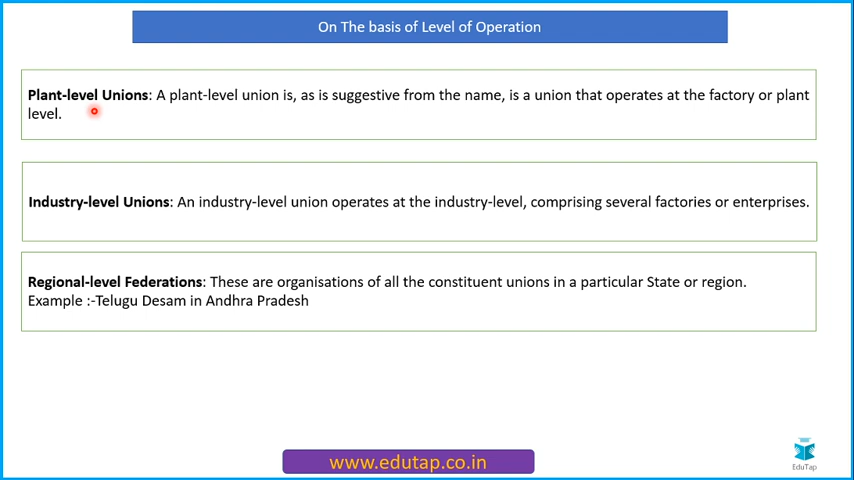 On The basis of Level of Operation
Plant-level Unions: A plant-level union is, as is suggestive from the name, is a union that operates at the factory or plant
level.
Industry-level Unions: An industry-level union operates at the industry-level, comprising several factories or enterprises.
Regional-level Federations: These are organisations of all the constituent unions in a particular State or region.
Example :-Telugu Desam in Andhra Pradesh
www.edutap.co.in
EduTap